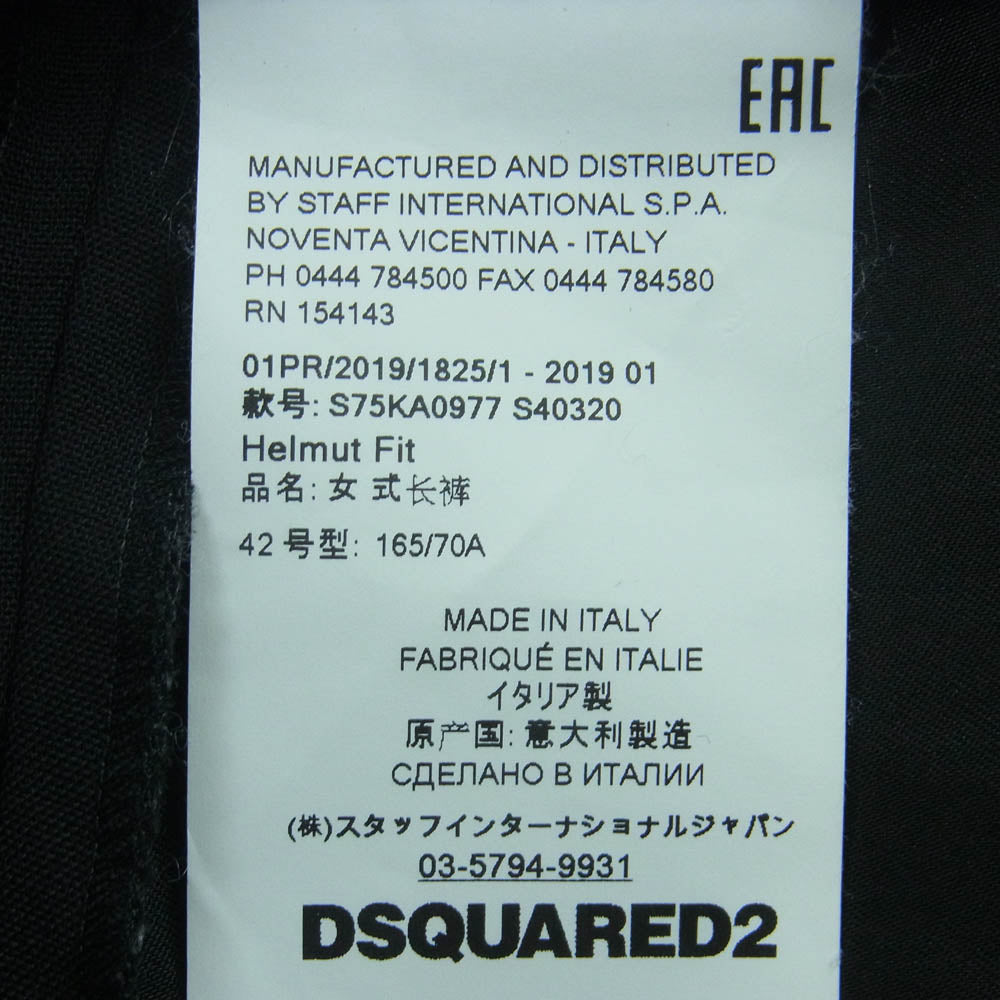 EAC
MANUFACTURED AND DISTRIBUTED
BY STAFF INTERNATIONAL S.P.A.
NOVENTA VICENTINA - ITALY
PH 0444 784500 FAX 0444 784580
RN 154143
01PR/2019/1825/1 - 2019 01
款号: S75KA0977 S40320
Helmut Fit
品名: 女 式长裤
42 号型: 165/70A
MADE IN ITALY
FABRIQUÉ EN ITALIE
イタリア製
原产国: 意大利製造
СДЕЛАНО В ИТАЛИИ
(株)スタッフインターナショナルジャパン
03-5794-9931
DSQUARED2